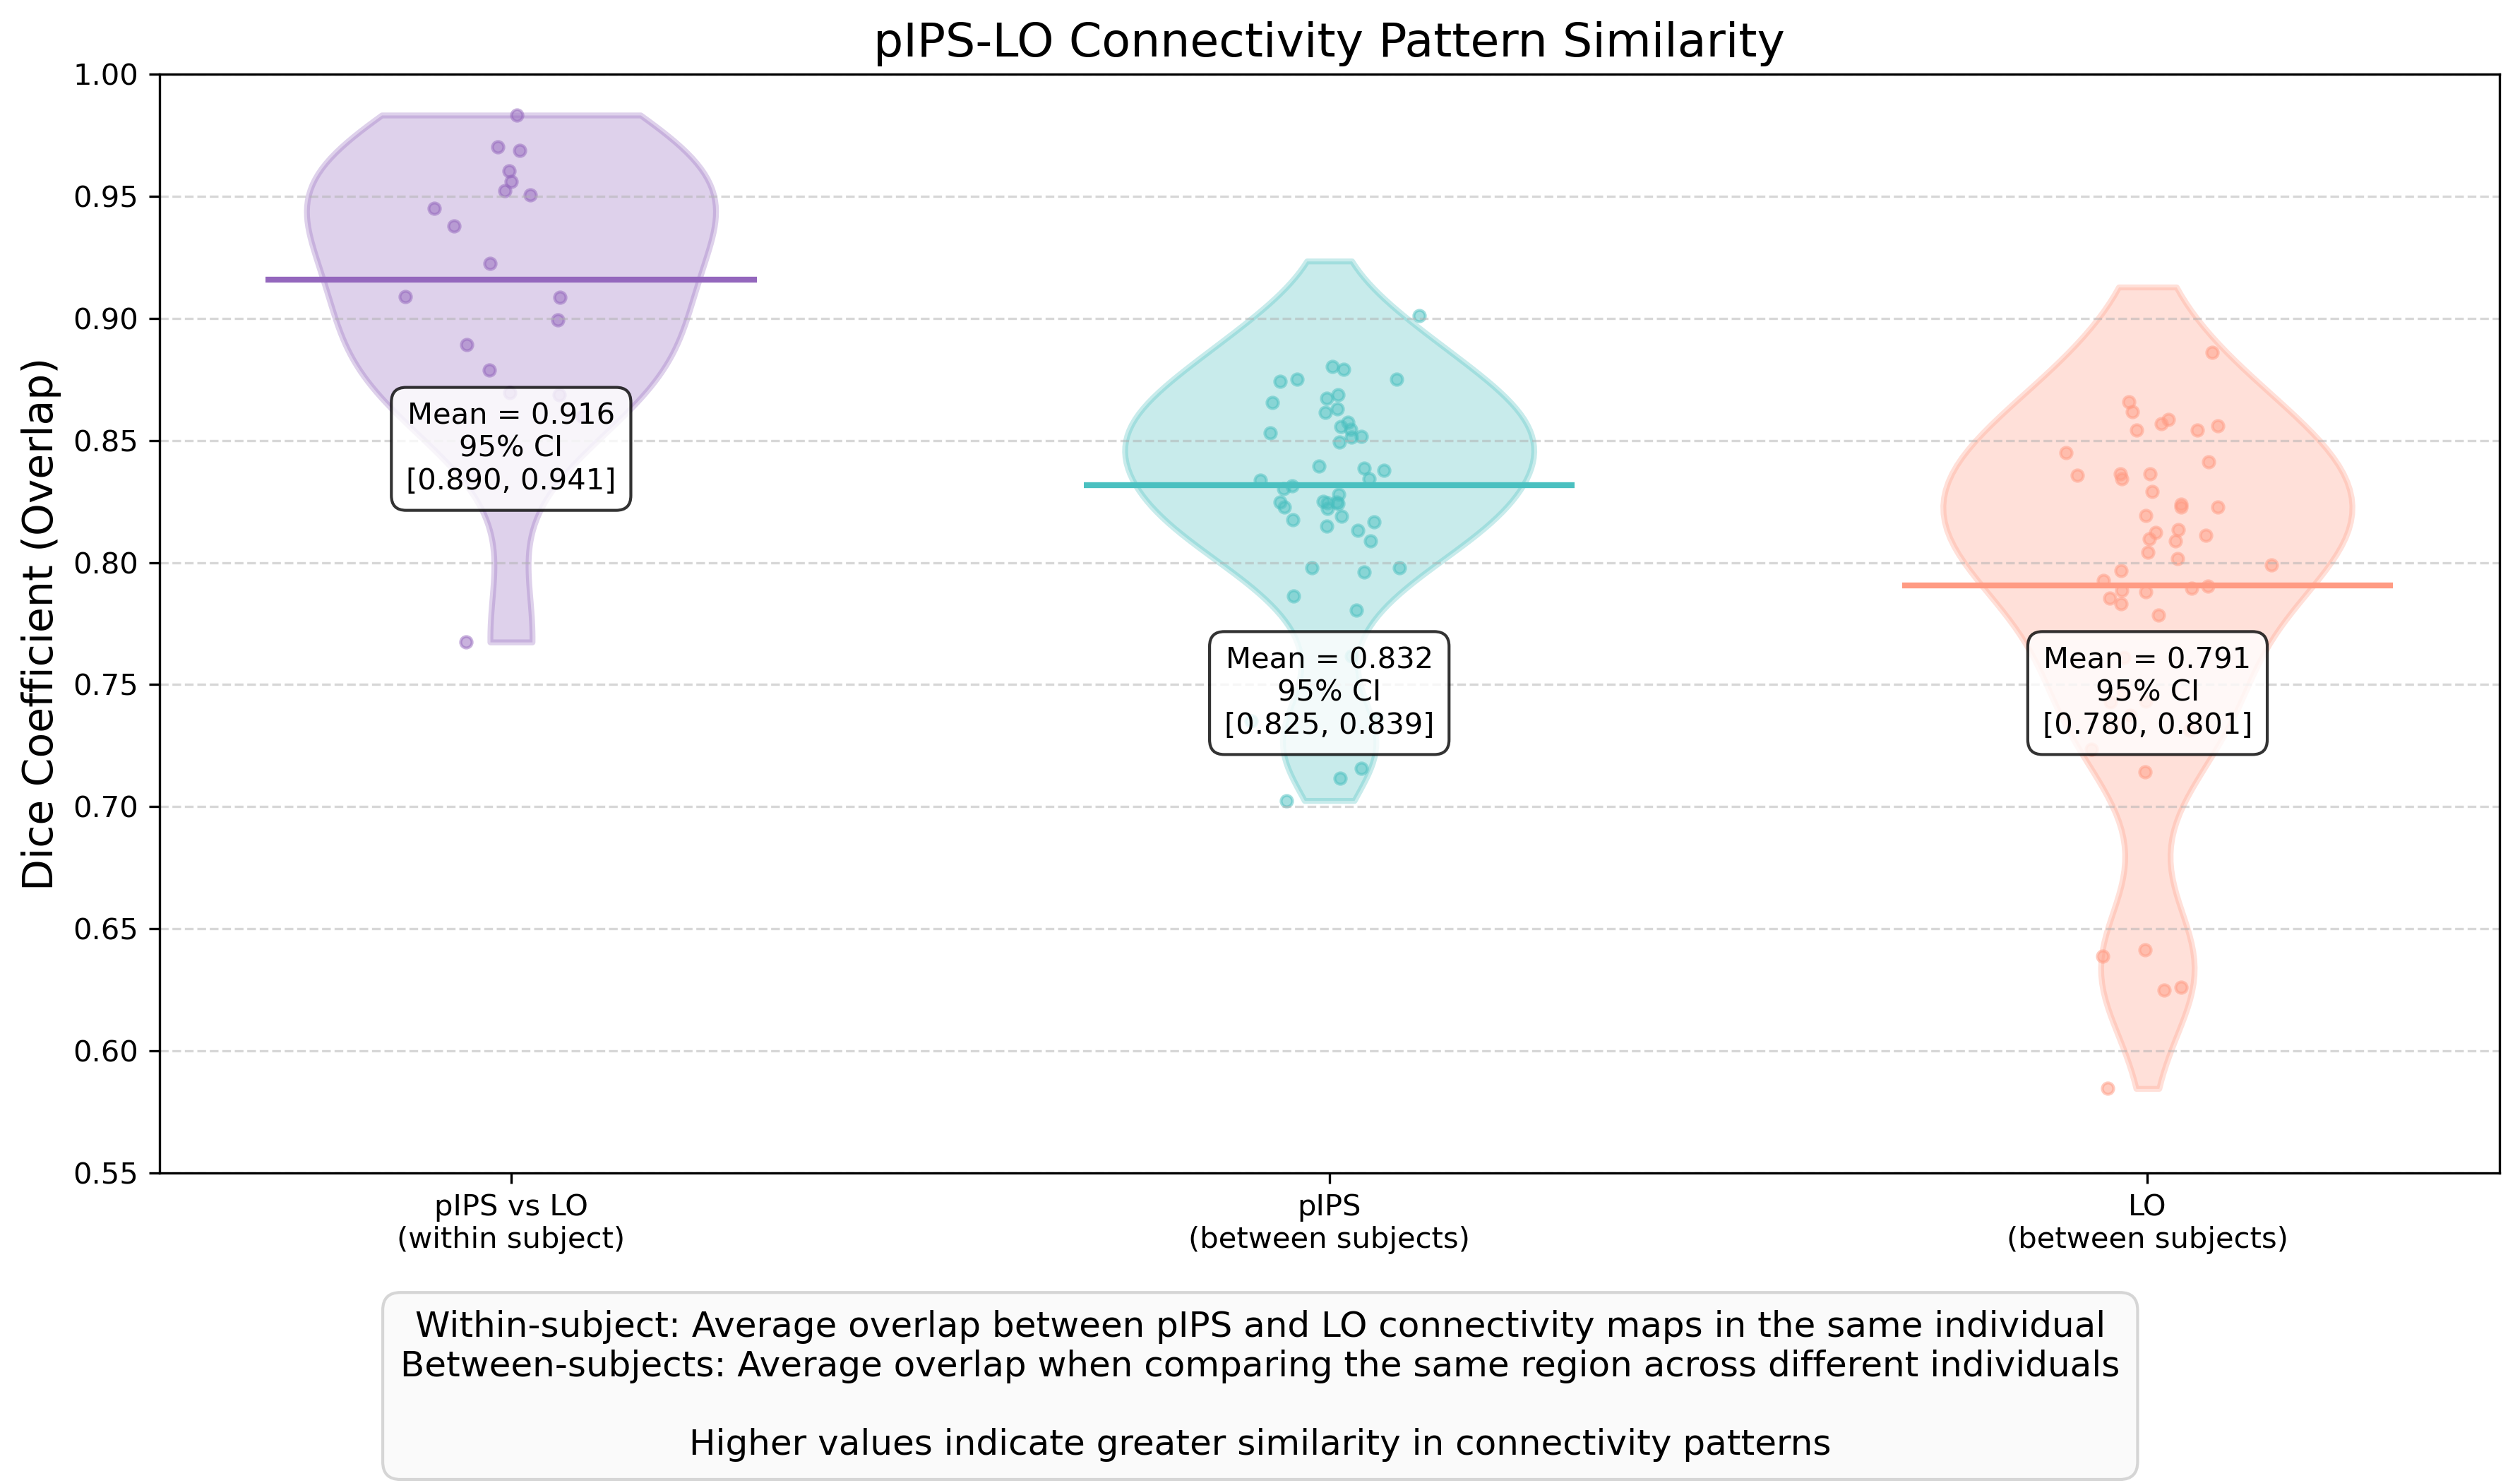 pIPS-LO Connectivity Pattern Similarity
Dice Coefficient (Overlap)
1.00
0.95
0.90
0.85
0.80
0.75
0.70
0.65
0.60
0.55
Mean = 0.916
95% CI
[0.890, 0.941]
Mean = 0.832
95% CI
[0.825, 0.839]
Mean = 0.791
95% CI
[0.780, 0.801]
pIPS vs LO
(within subject)
pIPS
(between subjects)
LO
(between subjects)
Within-subject: Average overlap between pIPS and LO connectivity maps in the same individual
Between-subjects: Average overlap when comparing the same region across different individuals
Higher values indicate greater similarity in connectivity patterns